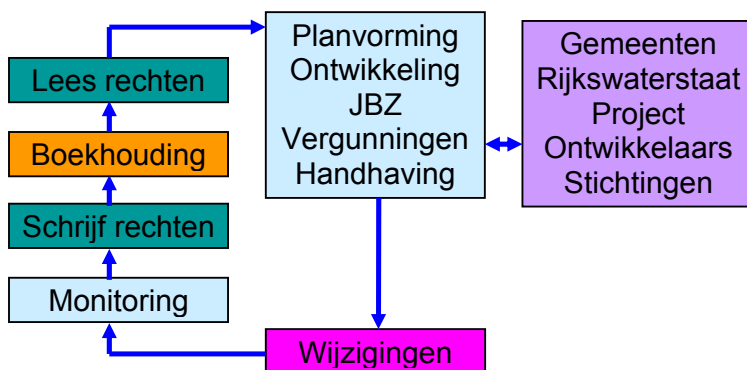 Lees rechten
Boekhouding
Schrijf rechten
Monitoring
Planvorming
Ontwikkeling
JBZ
Vergunningen
Handhaving
Gemeenten
Rijkswaterstaat
Project
Ontwikkelaars
Stichtingen
Wijzigingen